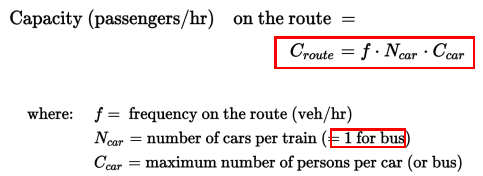 Capacity (passengers/hr) on the route =
C_route = f · N_car · C_car
where: f = frequency on the route (veh/hr)
N_car = number of cars per train (= 1 for bus)
C_car = maximum number of persons per car (or bus)